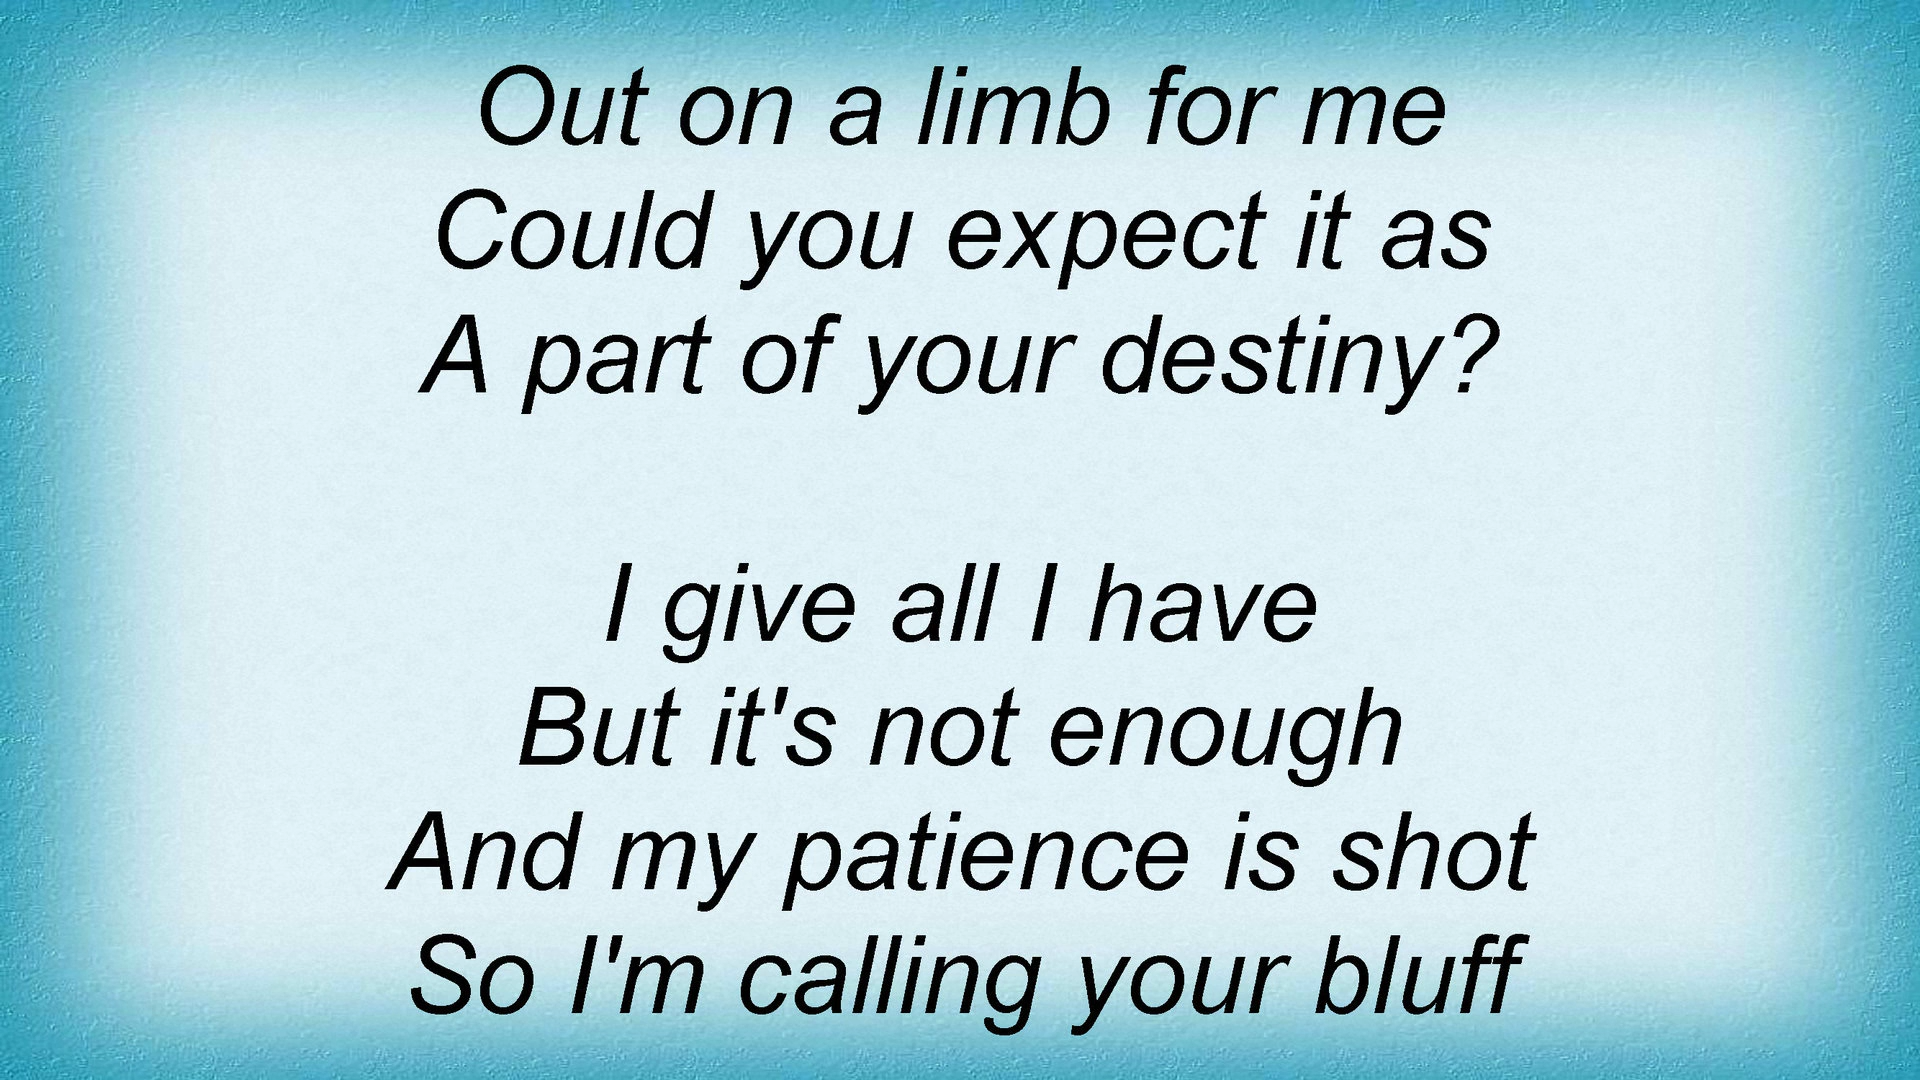 Out on a limb for me
Could you expect it as
A part of your destiny?
I give all I have
But it's not enough
And my patience is shot
So I'm calling your bluff